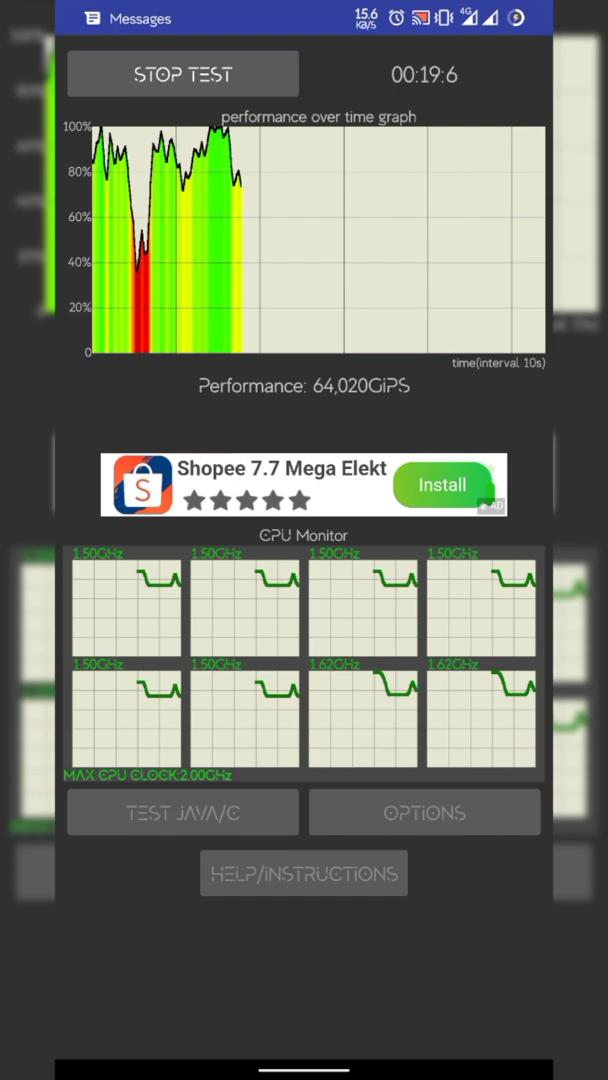 Messages
15.6 KB/S
4G
STOP TEST
00:19:6
performance over time graph
100%
80%
60%
40%
20%
0
time(interval 10s)
Performance: 64,020GiPS
Shopee 7.7 Mega Elekt
Install
AD
CPU Monitor
1.50GHz 1.50GHz 1.50GHz 1.50GHz
1.50GHz 1.50GHz 1.62GHz 1.62GHz
MAX CPU CLOCK:2.00GHz
TEST JAVA/C
OPTIONS
HELP/INSTRUCTIONS